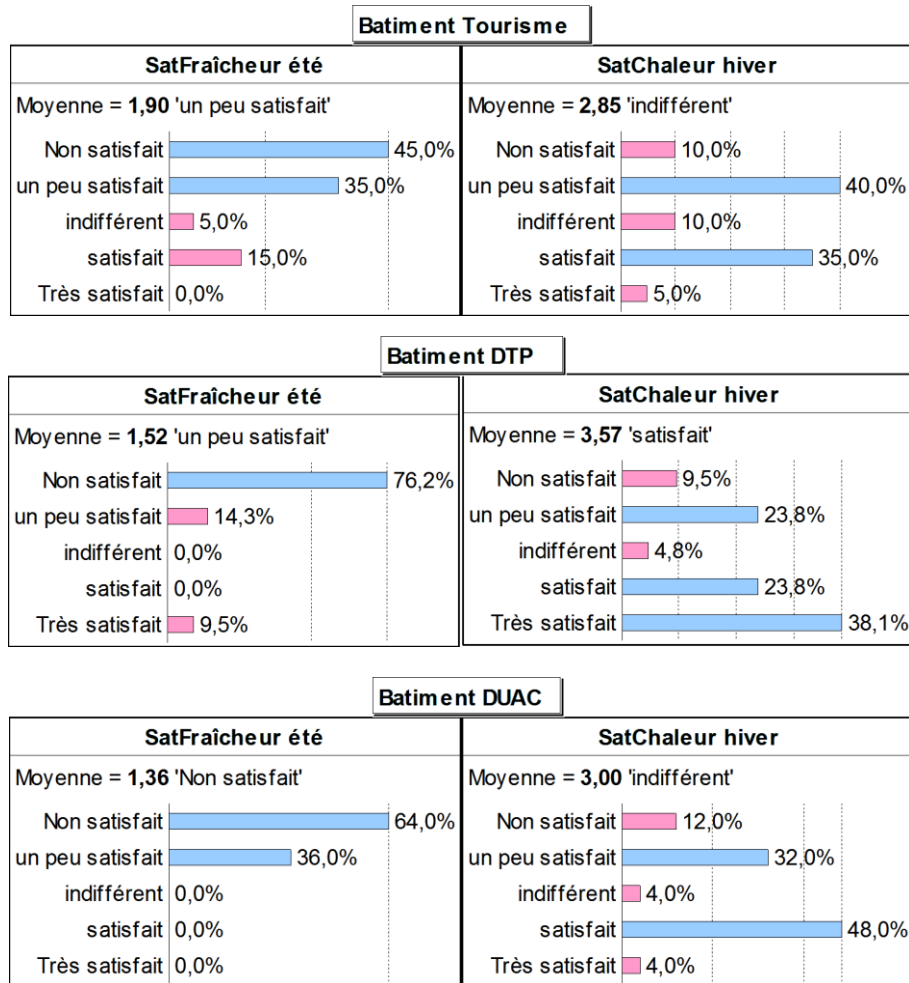 Batiment Tourisme
SatFraîcheur été
Moyenne = 1,90 'un peu satisfait'
Non satisfait 45,0%
un peu satisfait 35,0%
indifférent 5,0%
satisfait 15,0%
Très satisfait 0,0%
SatChaleur hiver
Moyenne = 2,85 'indifférent'
Non satisfait 10,0%
un peu satisfait 40,0%
indifférent 10,0%
satisfait 35,0%
Très satisfait 5,0%
Batiment DTP
SatFraîcheur été
Moyenne = 1,52 'un peu satisfait'
Non satisfait 76,2%
un peu satisfait 14,3%
indifférent 0,0%
satisfait 0,0%
Très satisfait 9,5%
SatChaleur hiver
Moyenne = 3,57 'satisfait'
Non satisfait 9,5%
un peu satisfait 23,8%
indifférent 4,8%
satisfait 23,8%
Très satisfait 38,1%
Batiment DUAC
SatFraîcheur été
Moyenne = 1,36 'Non satisfait'
Non satisfait 64,0%
un peu satisfait 36,0%
indifférent 0,0%
satisfait 0,0%
Très satisfait 0,0%
SatChaleur hiver
Moyenne = 3,00 'indifférent'
Non satisfait 12,0%
un peu satisfait 32,0%
indifférent 4,0%
satisfait 48,0%
Très satisfait 4,0%